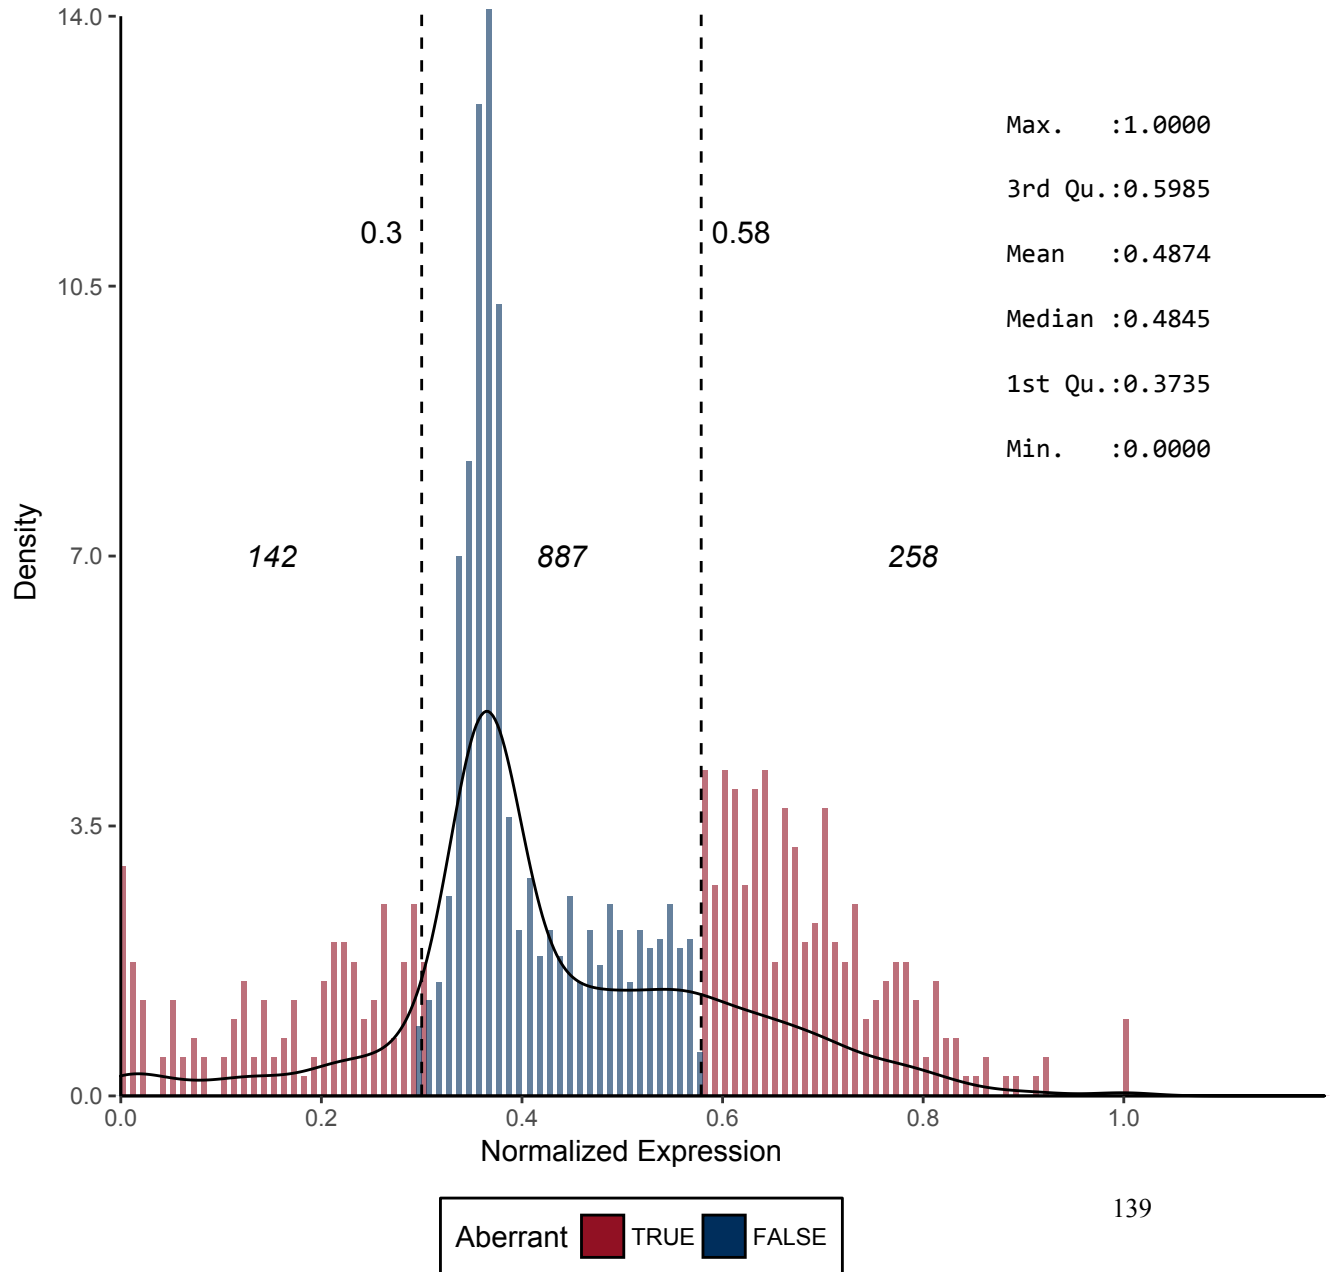 14.0
Max. :1.0000
3rd Qu.:0.5985
0.3
0.58
Mean :0.4874
10.5
Median :0.4845
1st Qu.:0.3735
Min. :0.0000
Density
7.0
142
887
258
3.5
0.0
0.0 0.2 0.4 0.6 0.8 1.0
Normalized Expression
139
Aberrant TRUE FALSE